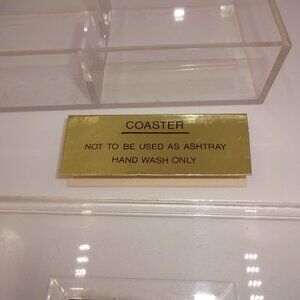 COASTER
NOT TO BE USED AS ASHTRAY
HAND WASH ONLY